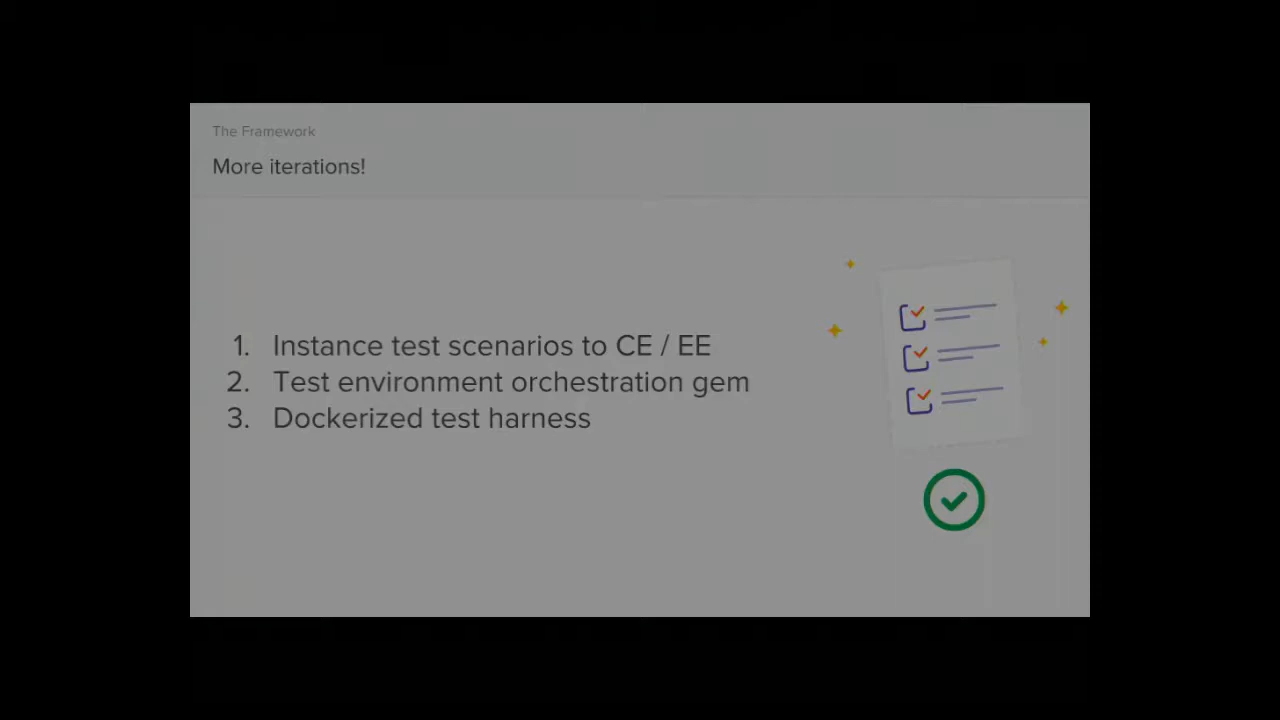 The Framework
More iterations!
1. Instance test scenarios to CE / EE
2. Test environment orchestration gem
3. Dockerized test harness